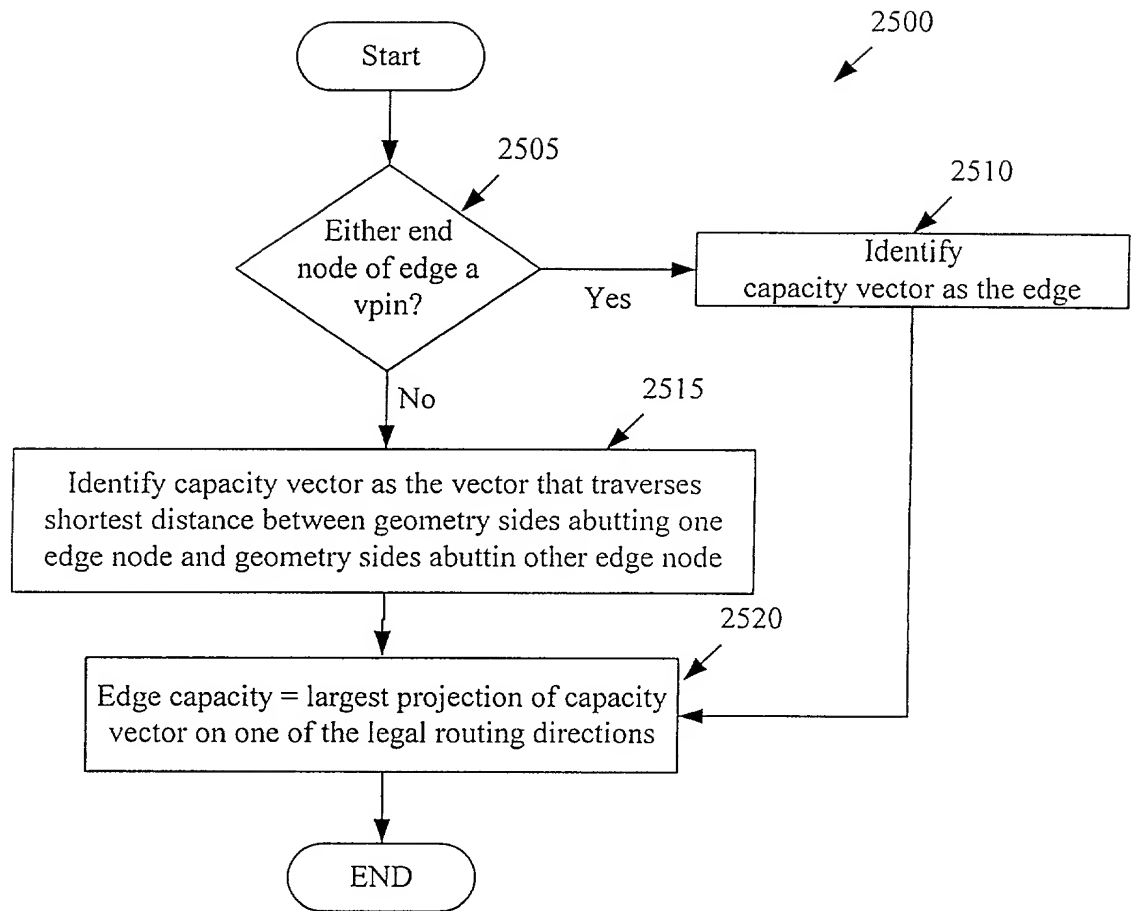 2500
Start
2505
Either end
node of edge a
vpin?
Yes
2510
Identify
capacity vector as the edge
No
2515
Identify capacity vector as the vector that traverses
shortest distance between geometry sides abutting one
edge node and geometry sides abuttin other edge node
2520
Edge capacity = largest projection of capacity
vector on one of the legal routing directions
END